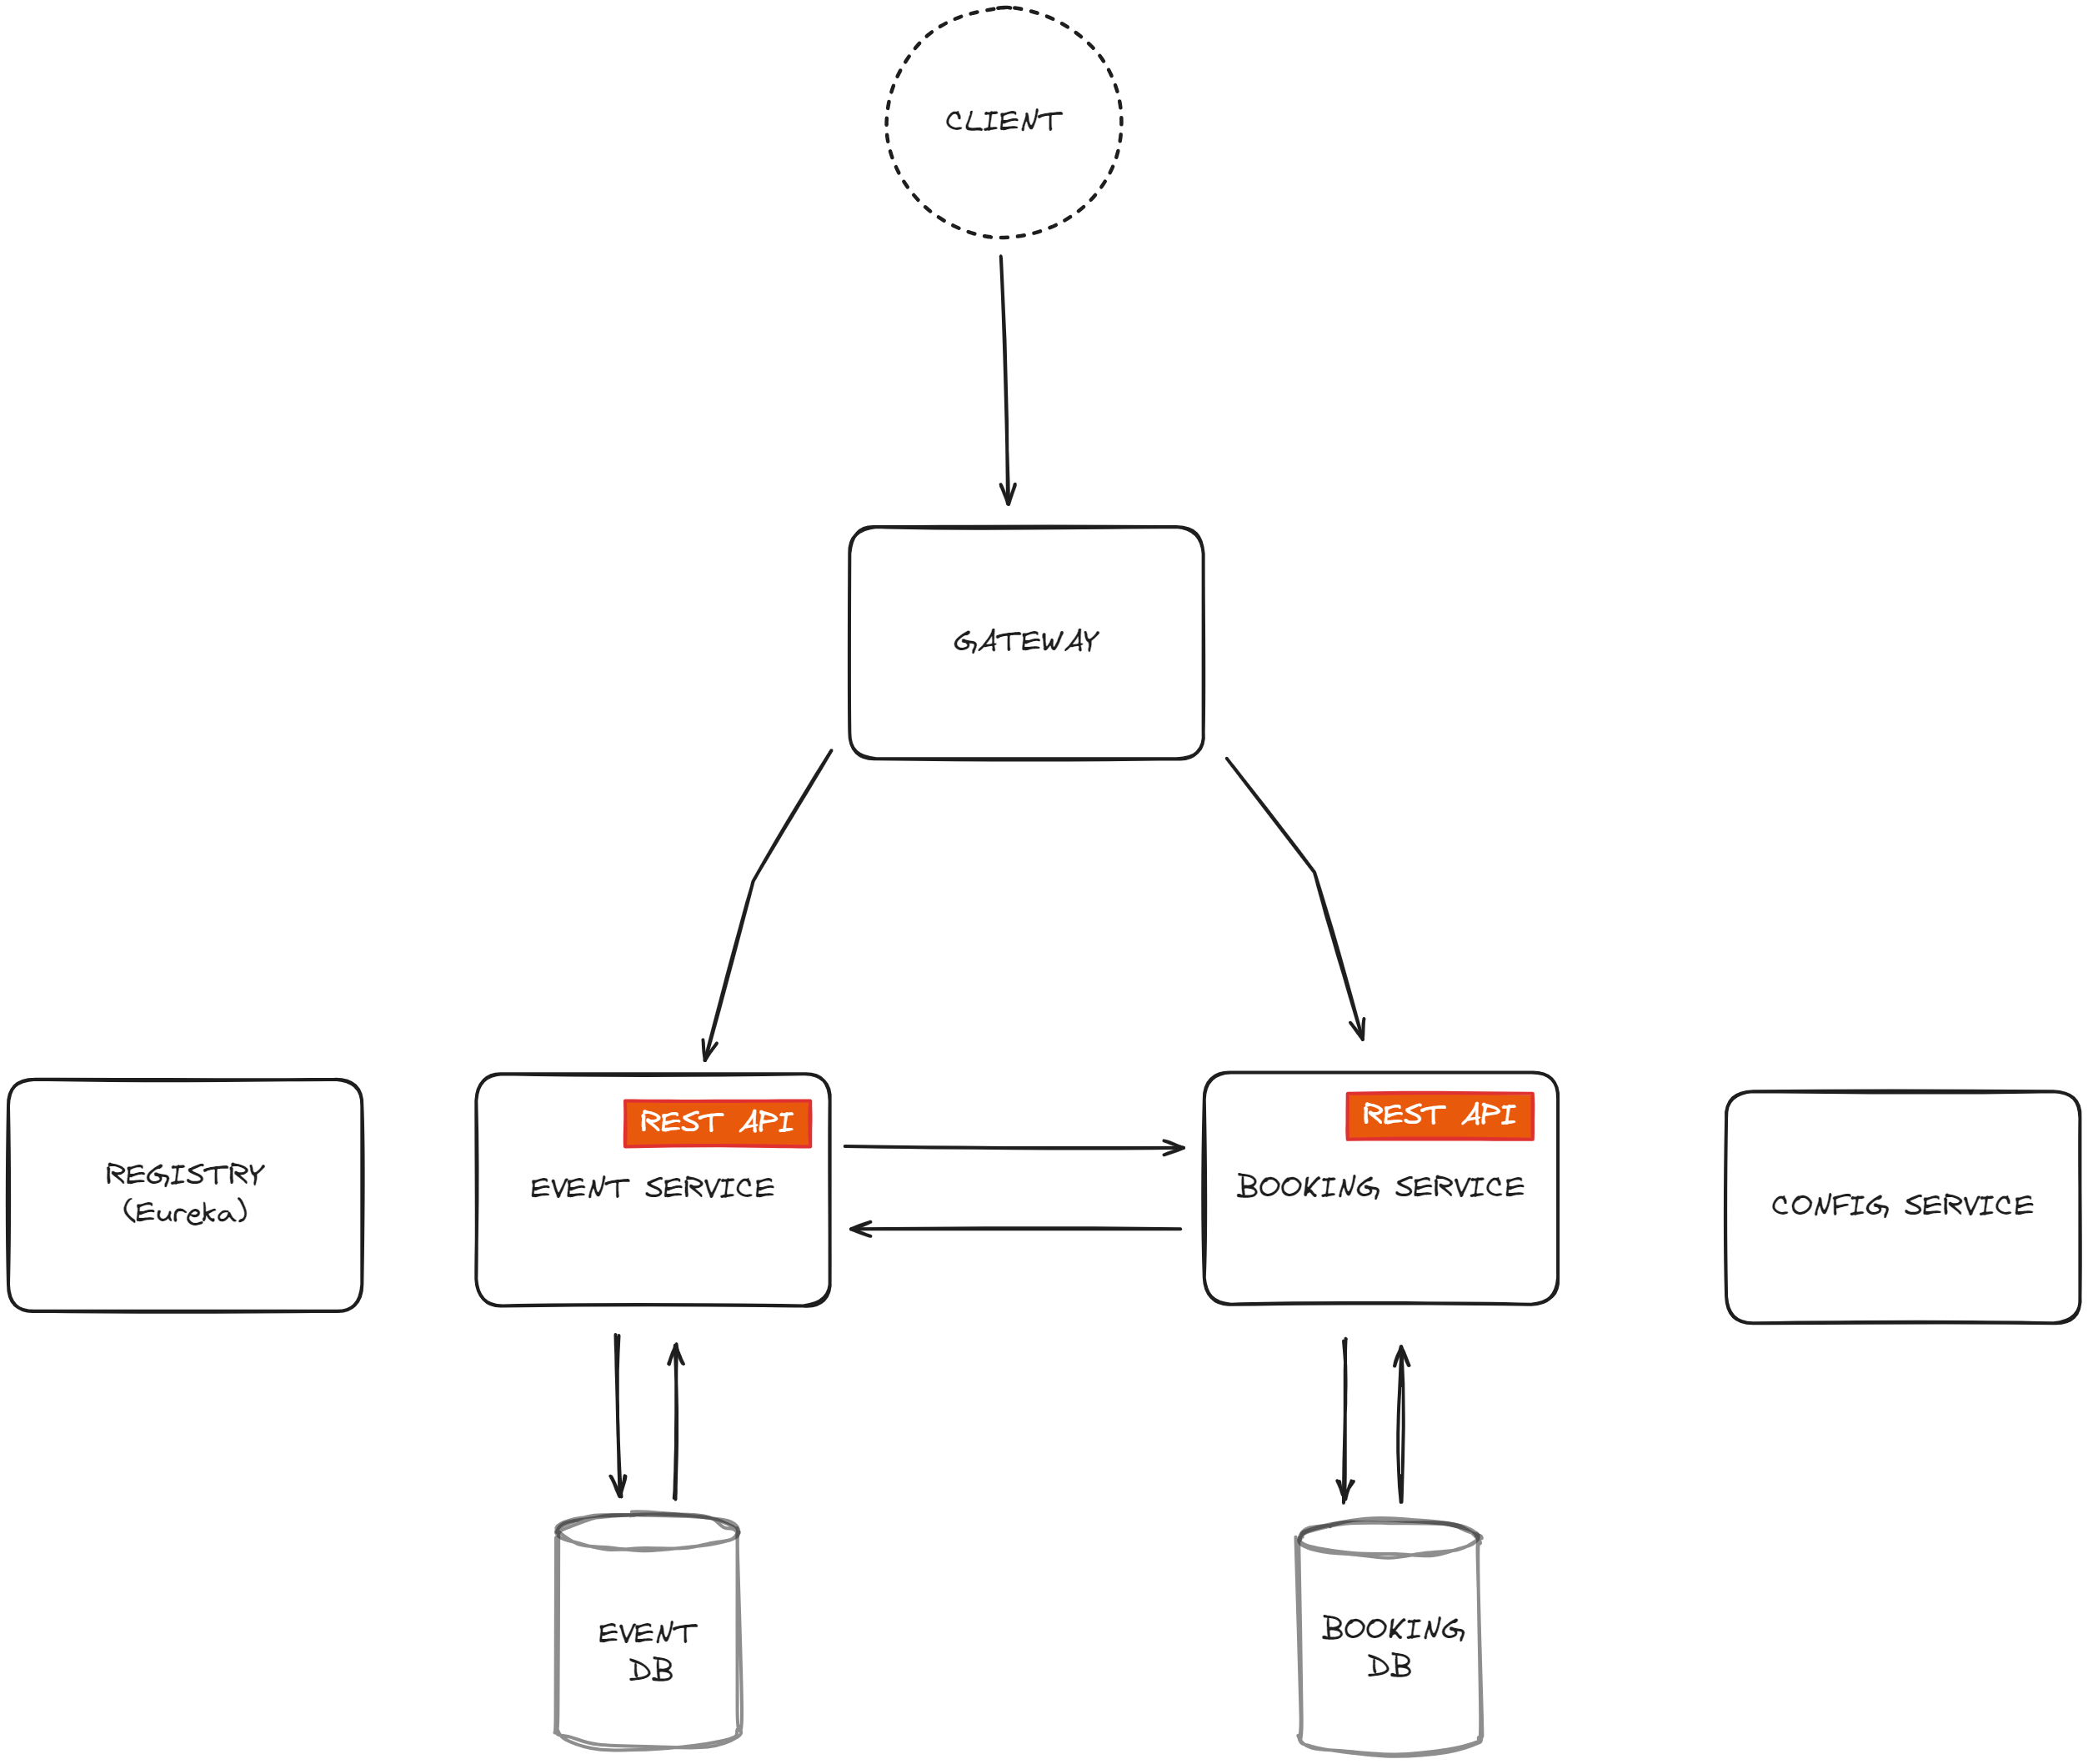 CLIENT
GATEWAY
REST API
REST API
REGISTRY
(Eureka)
EVENT SERVICE
BOOKING SERVICE
CONFIG SERVICE
EVENT
DB
BOOKING
DB